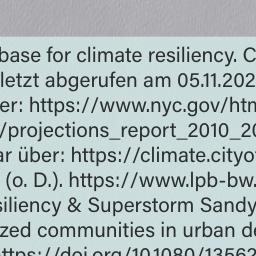 base for climate resiliency. C
letzt abgerufen am 05.11.202
er: https://www.nyc.gov/htm
/projections_report_2010_20
ar über: https://climate.cityo
(o. D.). https://www.lpb-bw.
siliency & Superstorm Sandy
zed communities in urban de
ttps://doi.org/10.1080/13562